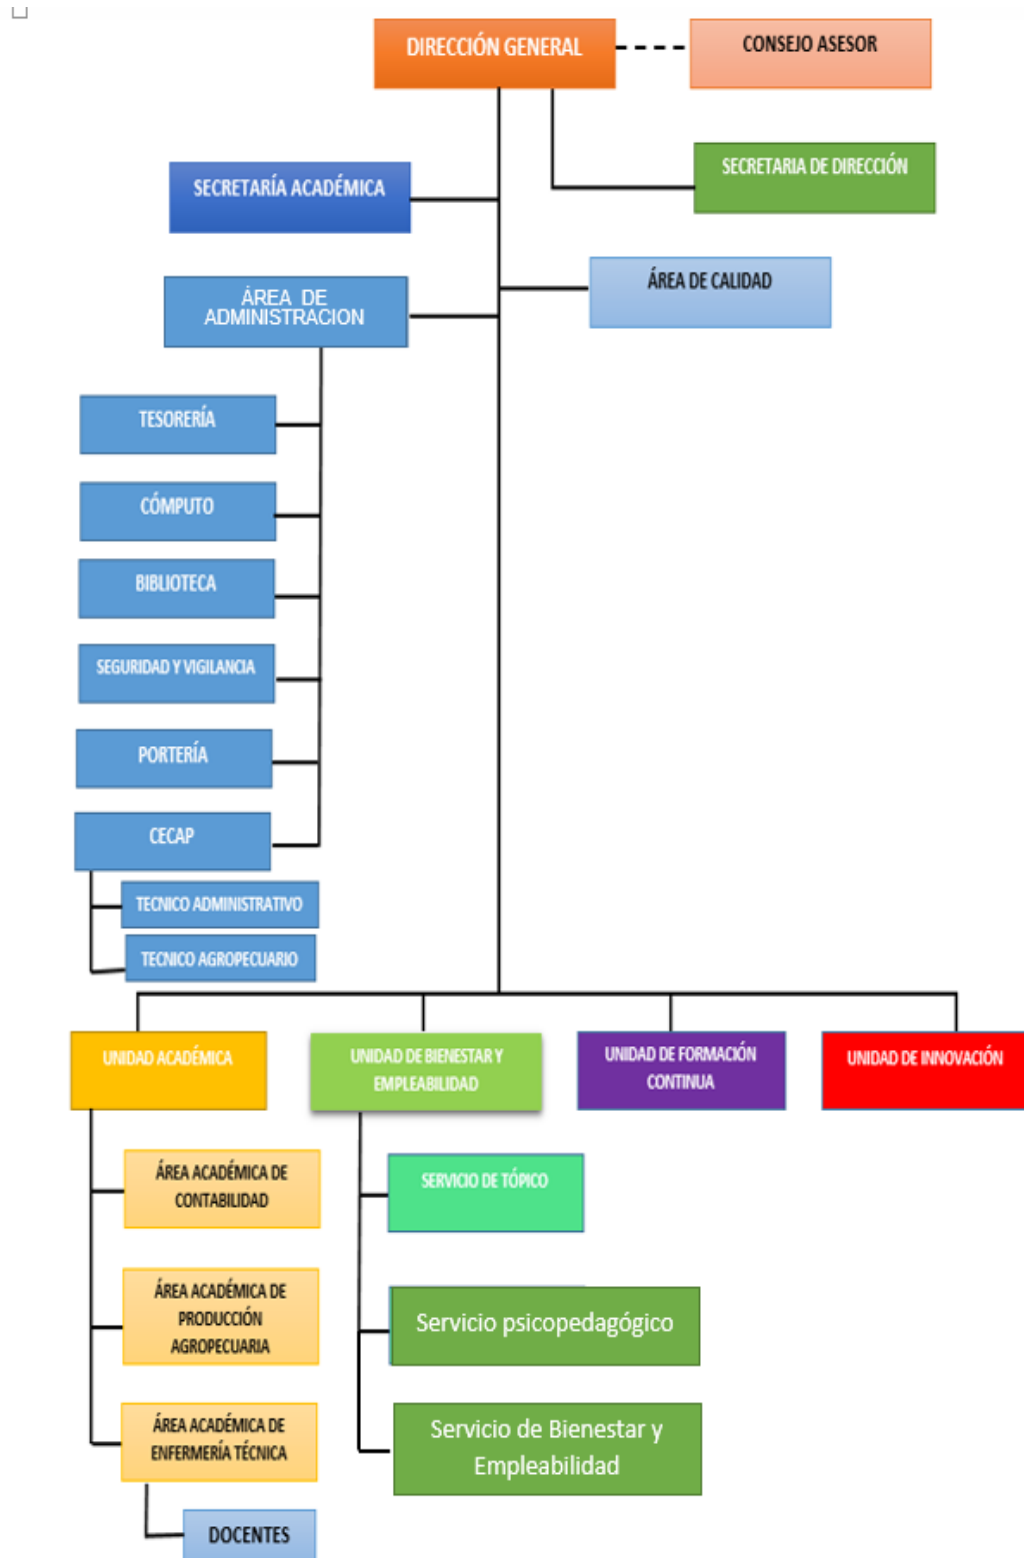 DIRECCIÓN GENERAL
CONSEJO ASESOR
SECRETARÍA ACADÉMICA
SECRETARIA DE DIRECCIÓN
ÁREA DE CALIDAD
ÁREA DE
ADMINISTRACION
TESORERÍA
CÓMPUTO
BIBLIOTECA
SEGURIDAD Y VIGILANCIA
PORTERÍA
CECAP
TECNICO ADMINISTRATIVO
TECNICO AGROPECUARIO
UNIDAD ACADÉMICA
UNIDAD DE BIENESTAR Y
EMPLEABILIDAD
UNIDAD DE FORMACIÓN
CONTINUA
UNIDAD DE INNOVACIÓN
ÁREA ACADÉMICA DE
CONTABILIDAD
SERVICIO DE TÓPICO
ÁREA ACADÉMICA DE
PRODUCCIÓN
AGROPECUARIA
Servicio psicopedagógico
ÁREA ACADÉMICA DE
ENFERMERÍA TÉCNICA
Servicio de Bienestar y
Empleabilidad
DOCENTES